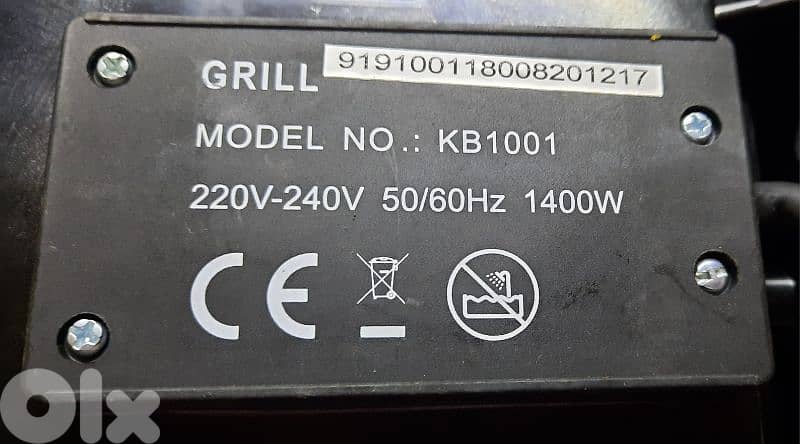 GRILL 919100118008201217
MODEL NO.: KB1001
220V-240V 50/60Hz 1400W
CE
OLX